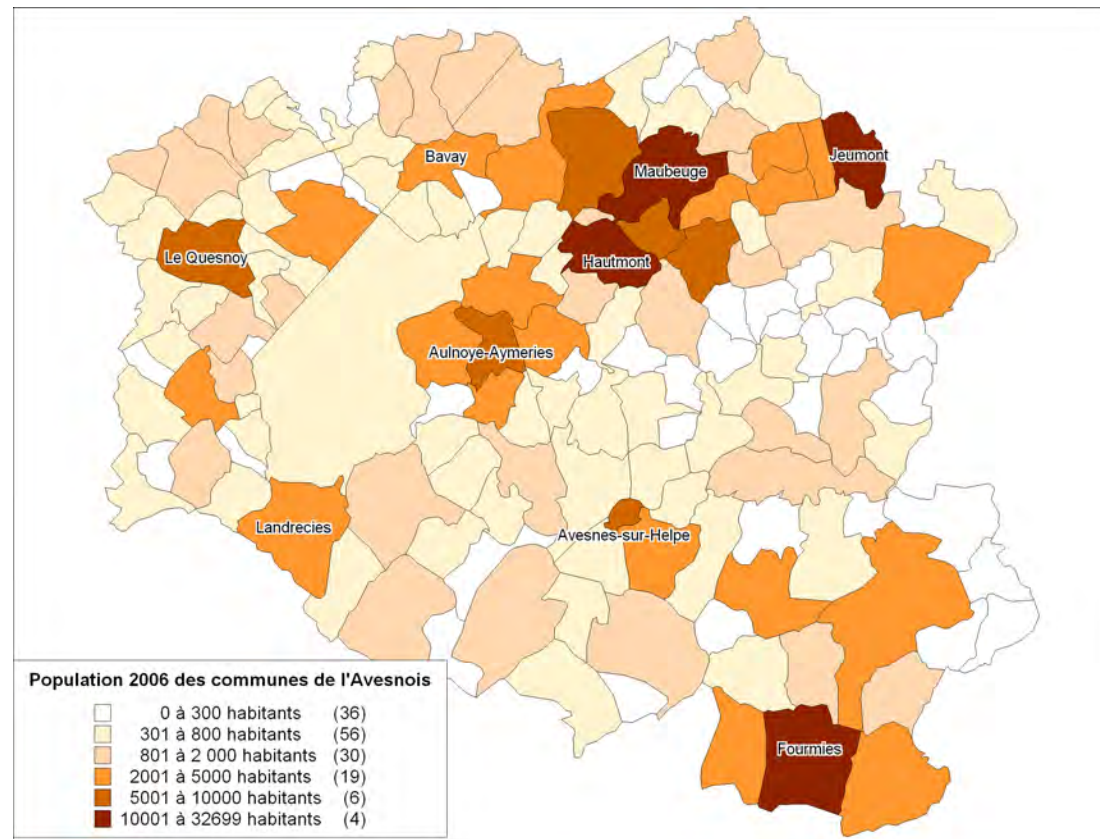 Bavay
Maubeuge
Jeumont
Le Quesnoy
Hautmont
Aulnoye-Aymeries
Landrecies
Avesnes-sur-Helpe
Fourmies
Population 2006 des communes de l'Avesnois
0 à 300 habitants (36)
301 à 800 habitants (56)
801 à 2 000 habitants (30)
2001 à 5000 habitants (19)
5001 à 10000 habitants (6)
10001 à 32699 habitants (4)